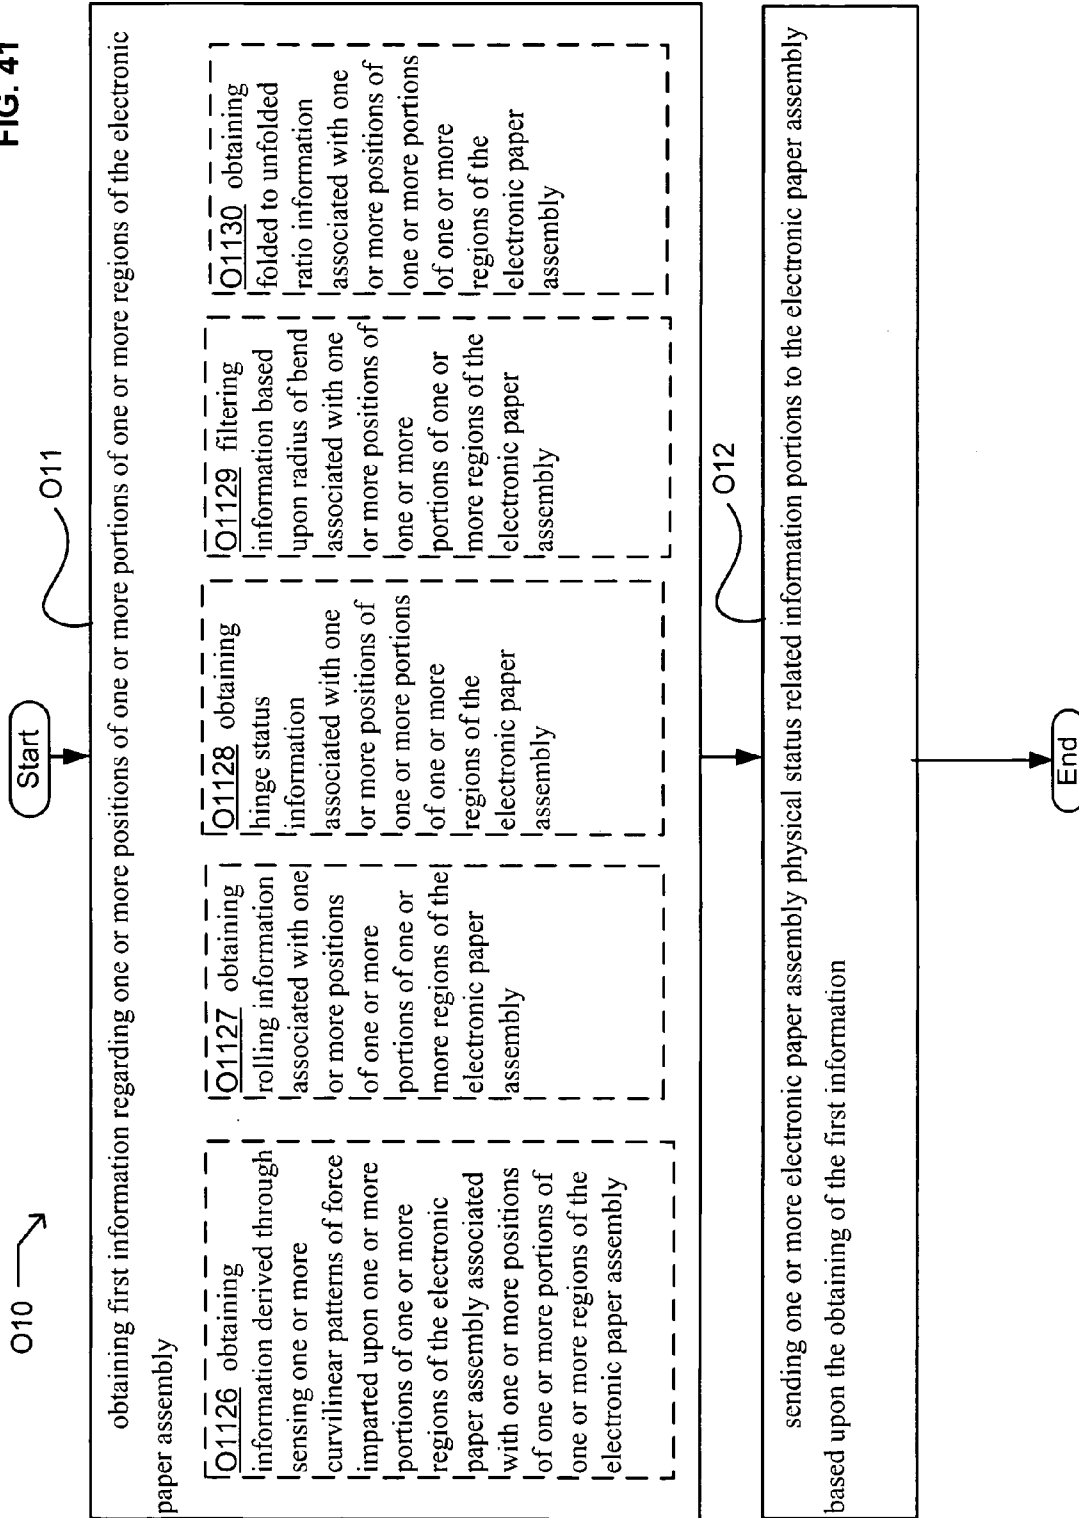 FIG. 41
O10
Start
O11
obtaining first information regarding one or more positions of one or more portions of one or more regions of the electronic
paper assembly
O1126 obtaining
information derived through
sensing one or more
curvilinear patterns of force
imparted upon one or more
portions of one or more
regions of the electronic
paper assembly associated
with one or more positions
of one or more portions of
one or more regions of the
electronic paper assembly
O1127 obtaining
rolling information
associated with one
or more positions
of one or more
portions of one or
more regions of the
electronic paper
assembly
O1128 obtaining
hinge status
information
associated with one
or more positions of
one or more portions
of one or more
regions of the
electronic paper
assembly
O1129 filtering
information based
upon radius of bend
associated with one
or more positions of
one or more
portions of one or
more regions of the
electronic paper
assembly
O1130 obtaining
folded to unfolded
ratio information
associated with one
or more positions of
one or more portions
of one or more
regions of the
electronic paper
assembly
O12
sending one or more electronic paper assembly physical status related information portions to the electronic paper assembly
based upon the obtaining of the first information
End